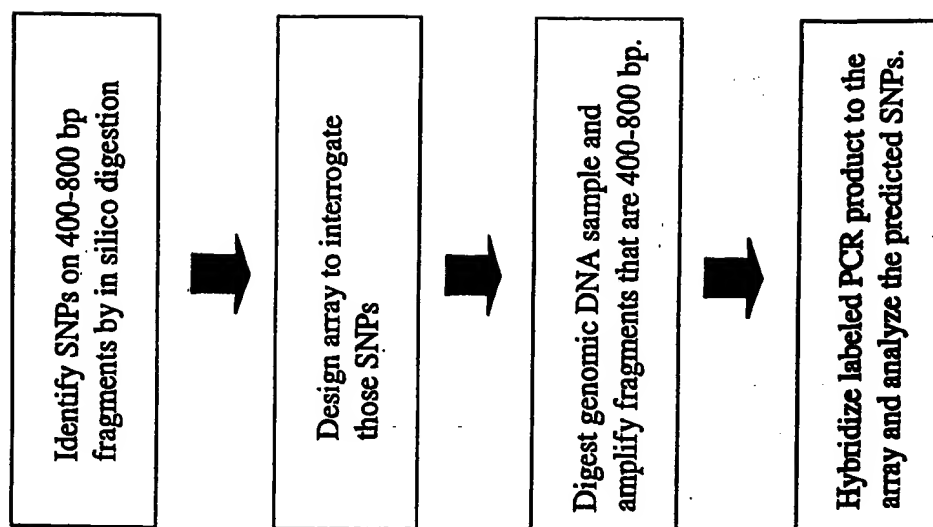 Identify SNPs on 400-800 bp
fragments by in silico digestion
Design array to interrogate
those SNPs
Digest genomic DNA sample and
amplify fragments that are 400-800 bp.
Hybridize labeled PCR product to the
array and analyze the predicted SNPs.